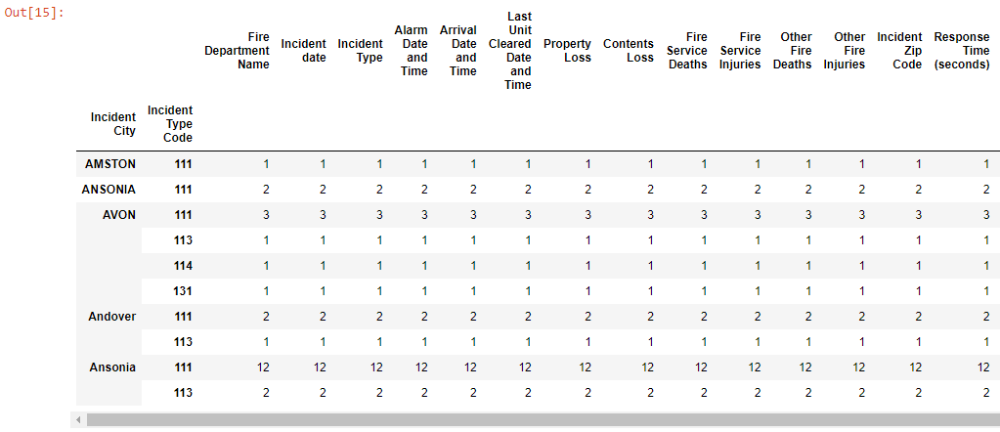 Out[15]:
Fire Department Name Incident date Incident Type Alarm Date and Time Arrival Date and Time Last Unit Cleared Date and Time Property Loss Contents Loss Fire Service Deaths Fire Service Injuries Other Fire Deaths Other Fire Injuries Incident Zip Code Response Time (seconds)
Incident City Incident Type Code
AMSTON 111 1 1 1 1 1 1 1 1 1 1 1 1 1 1
ANSONIA 111 2 2 2 2 2 2 2 2 2 2 2 2 2 2
AVON 111 3 3 3 3 3 3 3 3 3 3 3 3 3 3
113 1 1 1 1 1 1 1 1 1 1 1 1 1 1
114 1 1 1 1 1 1 1 1 1 1 1 1 1 1
131 1 1 1 1 1 1 1 1 1 1 1 1 1 1
Andover 111 2 2 2 2 2 2 2 2 2 2 2 2 2 2
113 1 1 1 1 1 1 1 1 1 1 1 1 1 1
Ansonia 111 12 12 12 12 12 12 12 12 12 12 12 12 12 12
113 2 2 2 2 2 2 2 2 2 2 2 2 2 2